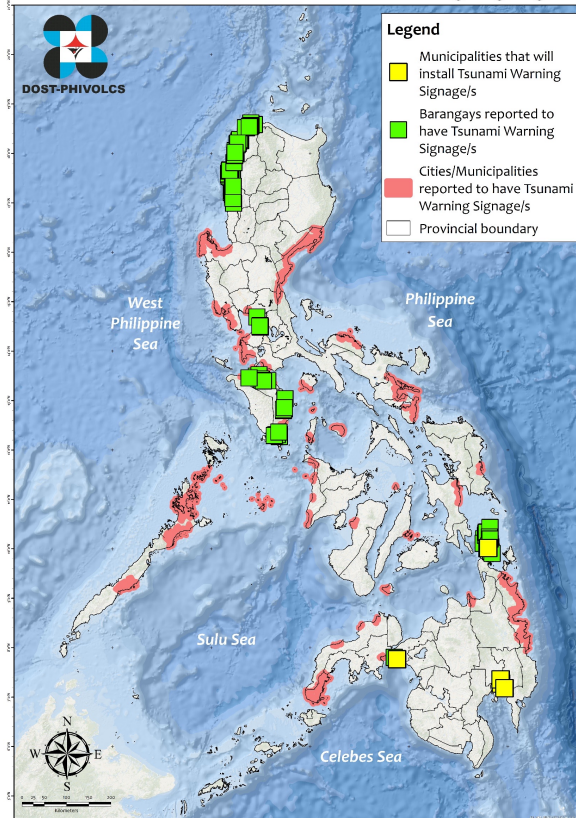 DOST-PHIVOLCS
Legend
Municipalities that will
install Tsunami Warning
Signage/s
Barangays reported to
have Tsunami Warning
Signage/s
Cities/Municipalities
reported to have Tsunami
Warning Signage/s
Provincial boundary
West
Philippine
Sea
Philippine
Sea
Sulu Sea
Celebes Sea
N
W
E
S
Kilometers